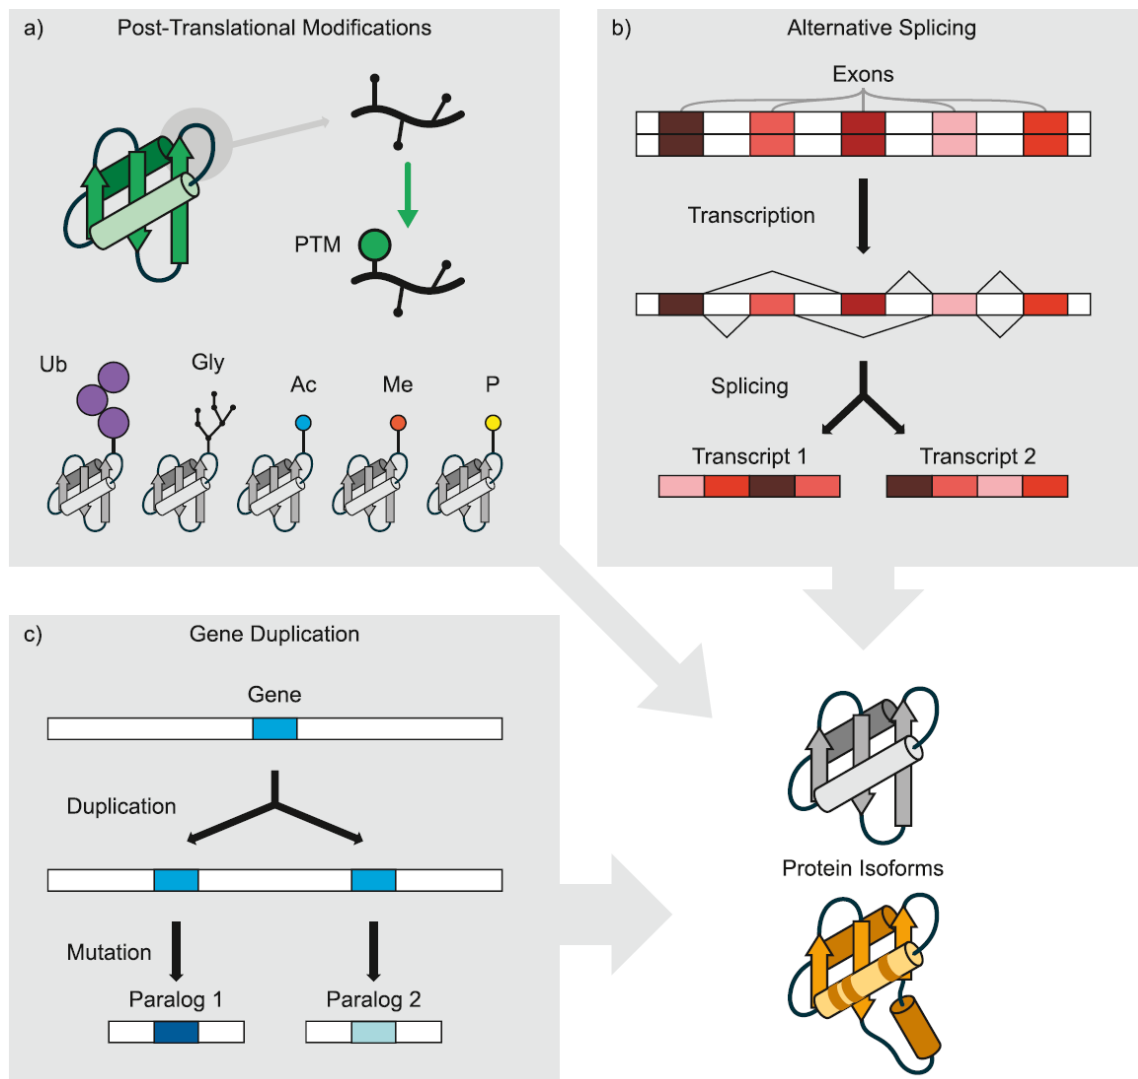 a) Post-Translational Modifications
PTM
Ub
Gly
Ac
Me
P
b) Alternative Splicing
Exons
Transcription
Splicing
Transcript 1
Transcript 2
c) Gene Duplication
Gene
Duplication
Mutation
Paralog 1
Paralog 2
Protein Isoforms